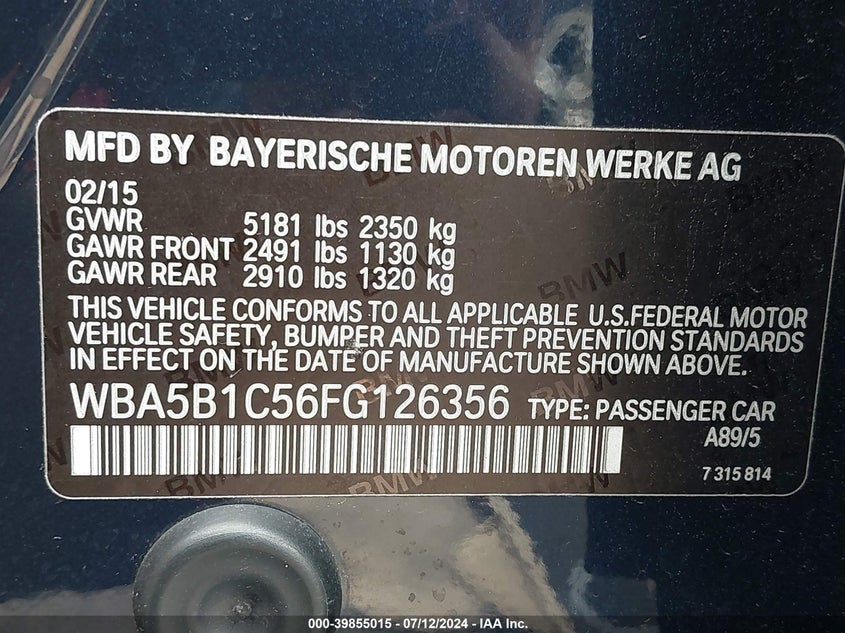 MFD BY BAYERISCHE MOTOREN WERKE AG
02/15
GVWR 5181 lbs 2350 kg
GAWR FRONT 2491 lbs 1130 kg
GAWR REAR 2910 lbs 1320 kg
THIS VEHICLE CONFORMS TO ALL APPLICABLE U.S.FEDERAL MOTOR
VEHICLE SAFETY, BUMPER AND THEFT PREVENTION STANDARDS
IN EFFECT ON THE DATE OF MANUFACTURE SHOWN ABOVE.
WBA5B1C56FG126356 TYPE: PASSENGER CAR
A89/5
7 315 814
000-39855015 - 07/12/2024 - IAA Inc.